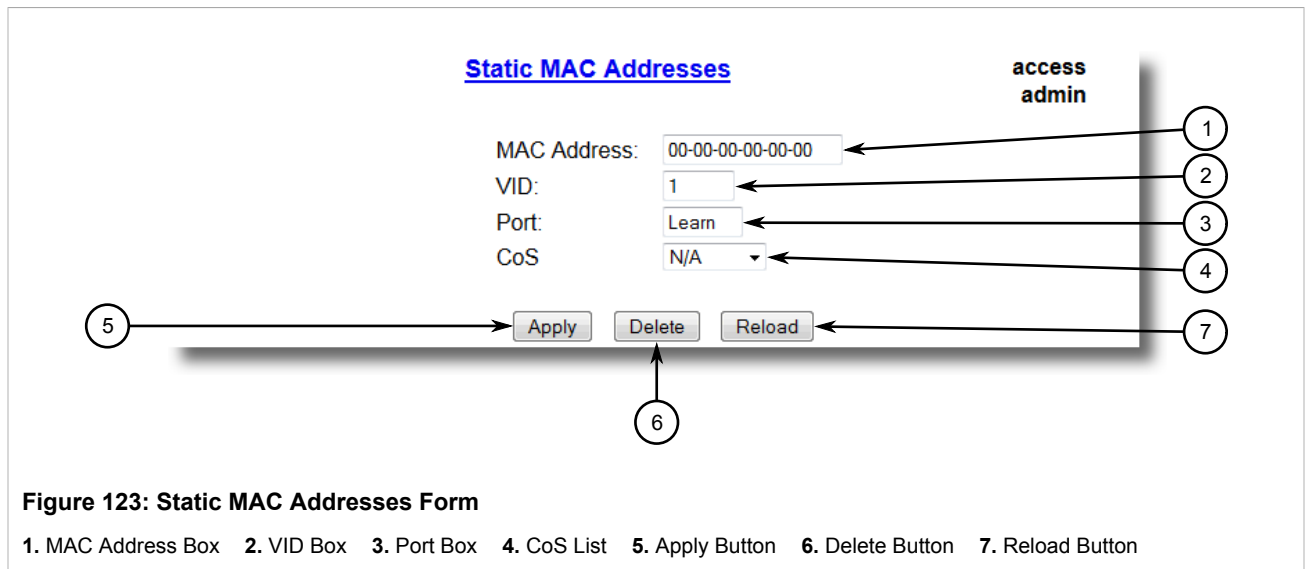 Static MAC Addresses
access
admin
MAC Address: 00-00-00-00-00-00
1
VID: 1
2
Port: Learn
3
CoS N/A
4
5
Apply Delete Reload
7
6
Figure 123: Static MAC Addresses Form
1. MAC Address Box 2. VID Box 3. Port Box 4. CoS List 5. Apply Button 6. Delete Button 7. Reload Button